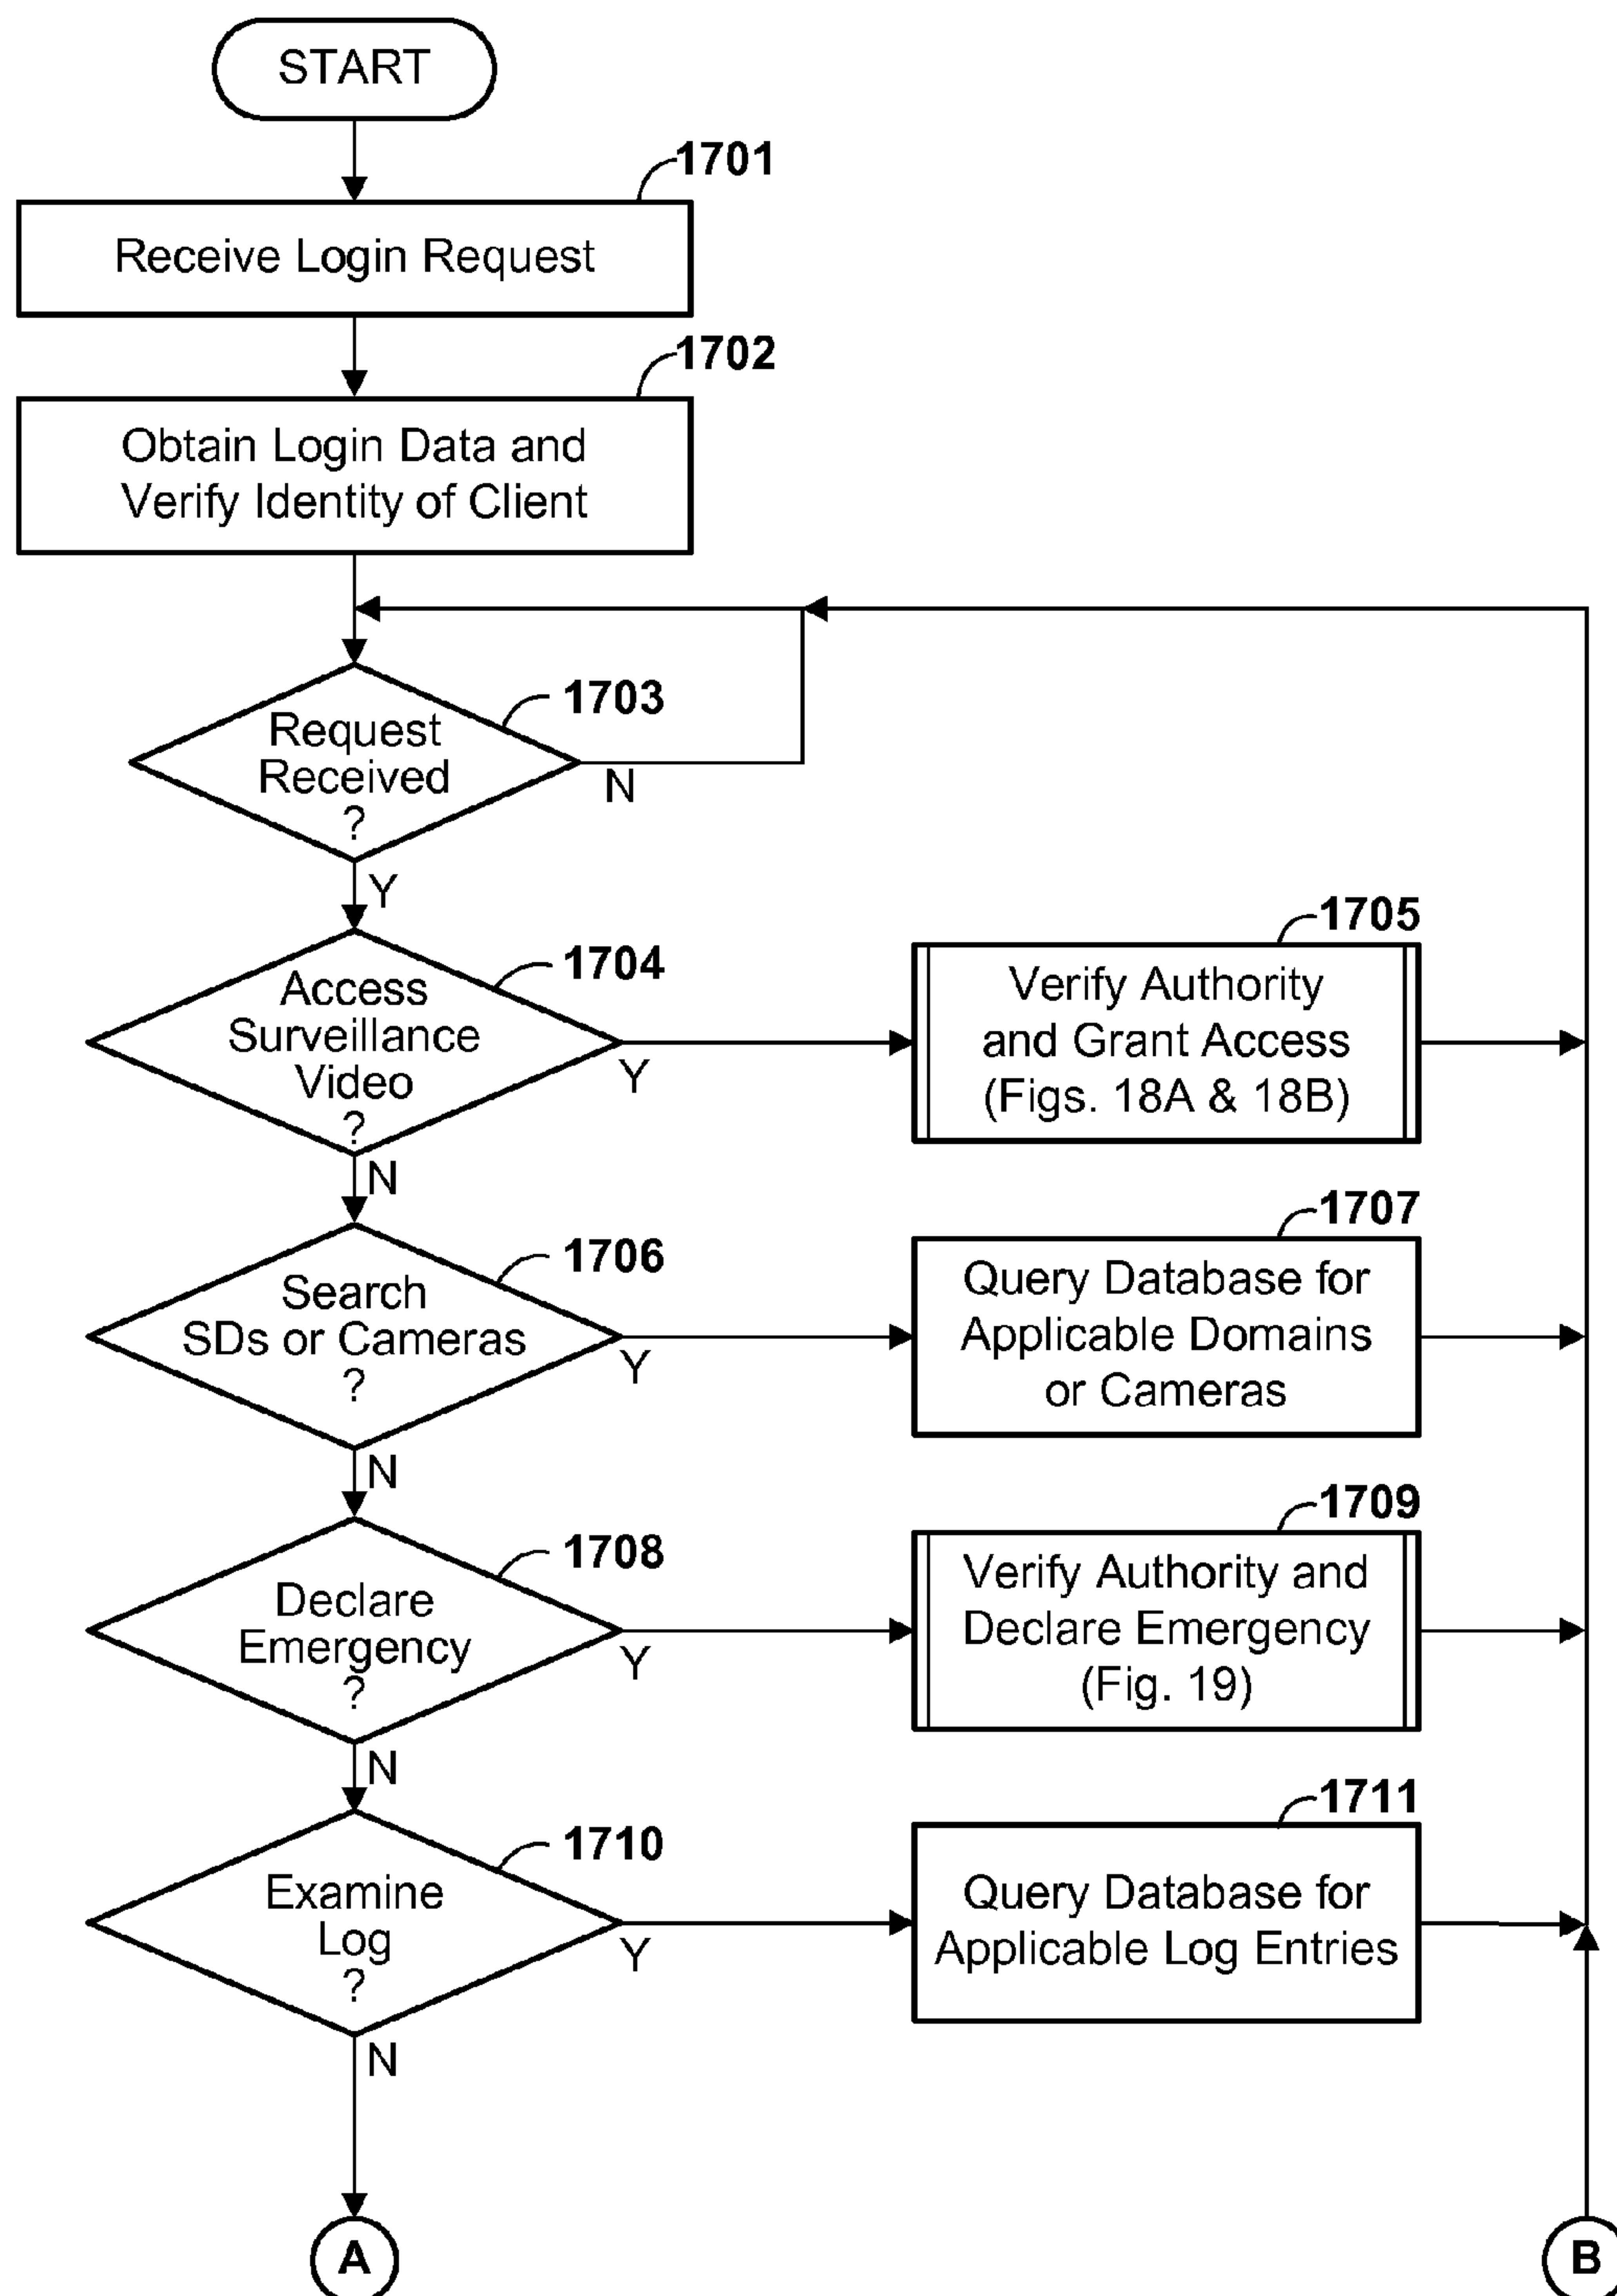 START
1701
Receive Login Request
1702
Obtain Login Data and
Verify Identity of Client
1703
Request
Received
?
N
Y
1704
Access
Surveillance
Video
?
Y
N
1705
Verify Authority
and Grant Access
(Figs. 18A & 18B)
1706
Search
SDs or Cameras
?
Y
N
1707
Query Database for
Applicable Domains
or Cameras
1708
Declare
Emergency
?
Y
N
1709
Verify Authority and
Declare Emergency
(Fig. 19)
1710
Examine
Log
?
Y
N
1711
Query Database for
Applicable Log Entries
A
B